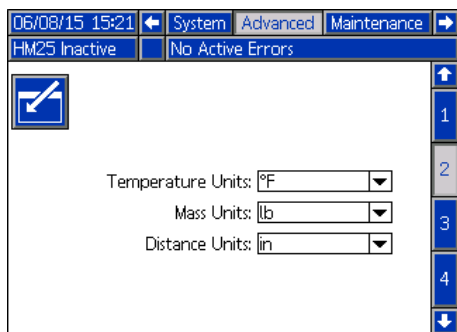 06/08/15 15:21 System Advanced Maintenance
HM25 Inactive No Active Errors
1
Temperature Units: °F
2
Mass Units: lb
3
Distance Units: in
4